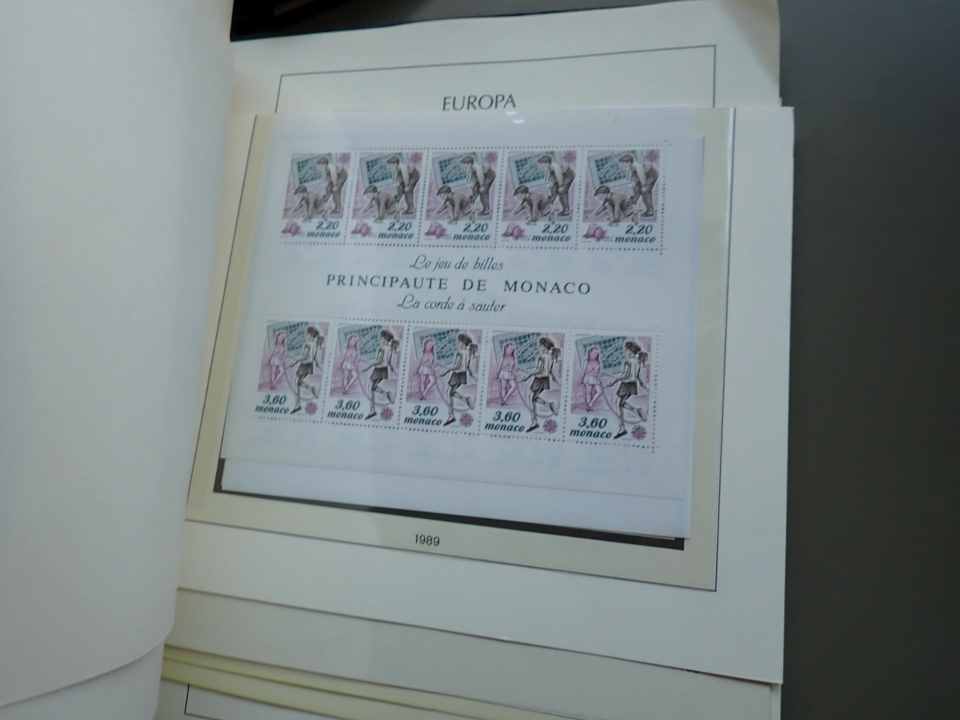 EUROPA
2,20 2,20 2,20 2,20 2,20
monaco monaco monaco monaco monaco
Le jeu de billes
PRINCIPAUTE DE MONACO
La corde à sauter
3,60 3,60 3,60 3,60 3,60
monaco monaco monaco monaco monaco
1989